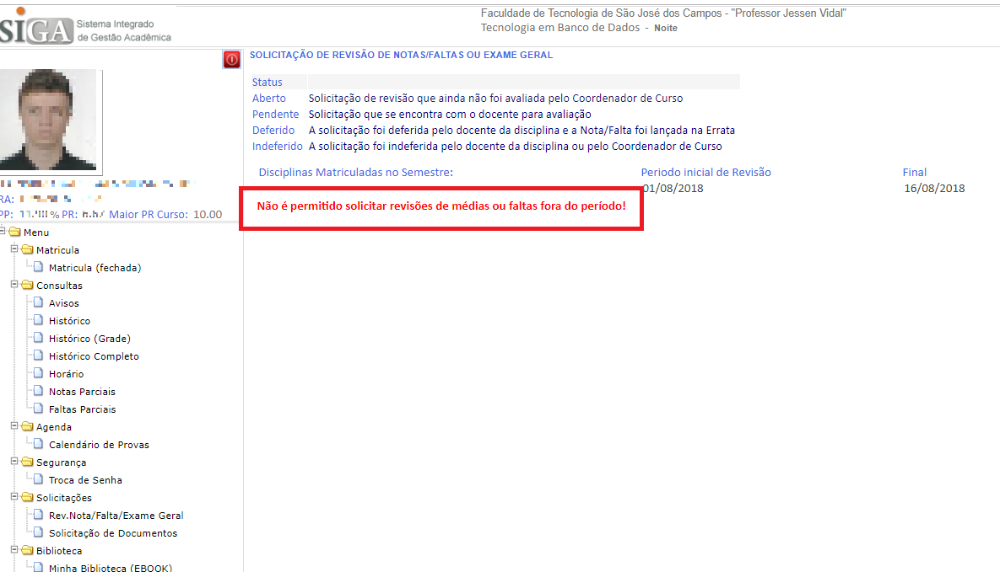 SIGA Sistema Integrado
de Gestão Acadêmica
Faculdade de Tecnologia de São José dos Campos - "Professor Jessen Vidal"
Tecnologia em Banco de Dados - Noite
SOLICITAÇÃO DE REVISÃO DE NOTAS/FALTAS OU EXAME GERAL
Status
Aberto Solicitação de revisão que ainda não foi avaliada pelo Coordenador de Curso
Pendente Solicitação que se encontra com o docente para avaliação
Deferido A solicitação foi deferida pelo docente da disciplina e a Nota/Falta foi lançada na Errata
Indeferido A solicitação foi indeferida pelo docente da disciplina ou pelo Coordenador de Curso
Disciplinas Matriculadas no Semestre: Periodo inicial de Revisão Final
01/08/2018 16/08/2018
Não é permitido solicitar revisões de médias ou faltas fora do período!
RA:
PP: % PR: Maior PR Curso: 10.00
Menu
Matricula
Matricula (fechada)
Consultas
Avisos
Histórico
Histórico (Grade)
Histórico Completo
Horário
Notas Parciais
Faltas Parciais
Agenda
Calendário de Provas
Segurança
Troca de Senha
Solicitações
Rev.Nota/Falta/Exame Geral
Solicitação de Documentos
Biblioteca
Minha Biblioteca (EBOOK)